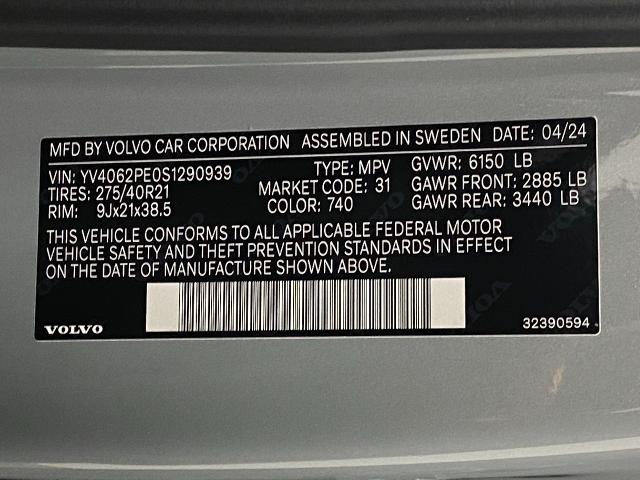 MFD BY VOLVO CAR CORPORATION ASSEMBLED IN SWEDEN DATE: 04/24
VIN: YV4062PE0S1290939 TYPE: MPV GVWR: 6150 LB
TIRES: 275/40R21 MARKET CODE: 31 GAWR FRONT: 2885 LB
RIM: 9Jx21x38.5 COLOR: 740 GAWR REAR: 3440 LB
THIS VEHICLE CONFORMS TO ALL APPLICABLE FEDERAL MOTOR
VEHICLE SAFETY AND THEFT PREVENTION STANDARDS IN EFFECT
ON THE DATE OF MANUFACTURE SHOWN ABOVE.
VOLVO 32390594